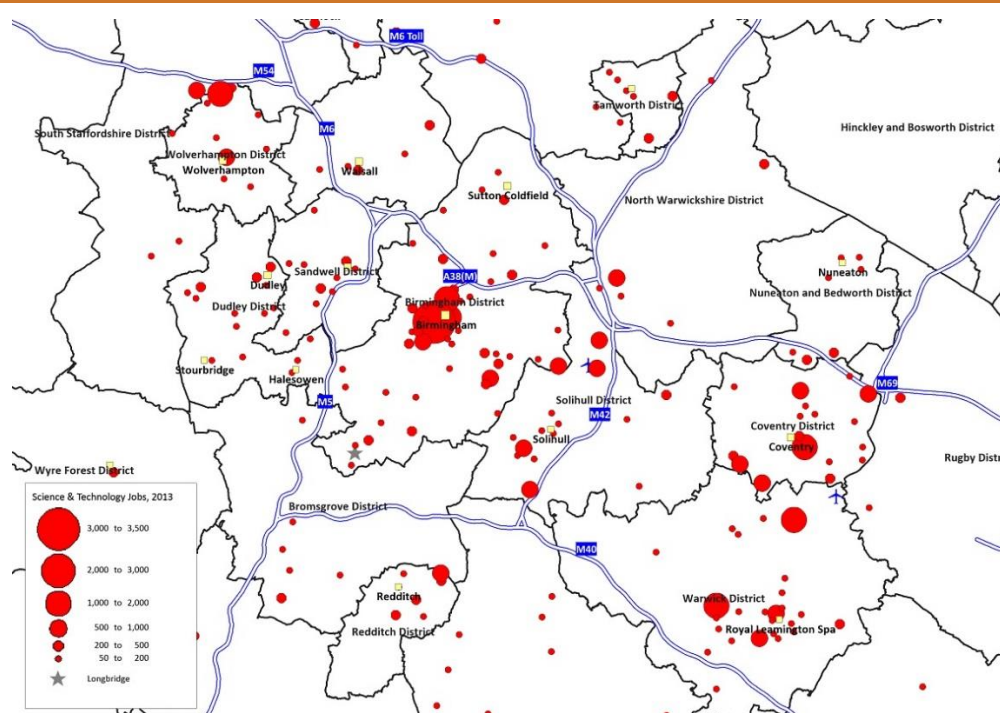 M6 Toll
M54
Tamworth District
M6
South Staffordshire District
Hinckley and Bosworth District
Wolverhampton District
Wolverhampton
Walsall
Sutton Coldfield
North Warwickshire District
Sandwell District
Nuneaton
A38(M)
Dudley
Nuneaton and Bedworth District
Birmingham District
Dudley District
Birmingham
Stourbridge
Halesowen
M69
M5
Solihull District
M42
Coventry District
Solihull
Coventry
Wyre Forest District
Science & Technology Jobs, 2013
3,000 to 3,500
2,000 to 3,000
1,000 to 2,000
500 to 1,000
200 to 500
50 to 200
Longbridge
Bromsgrove District
M40
Redditch
Warwick District
Redditch District
Royal Leamington Spa
Rugby